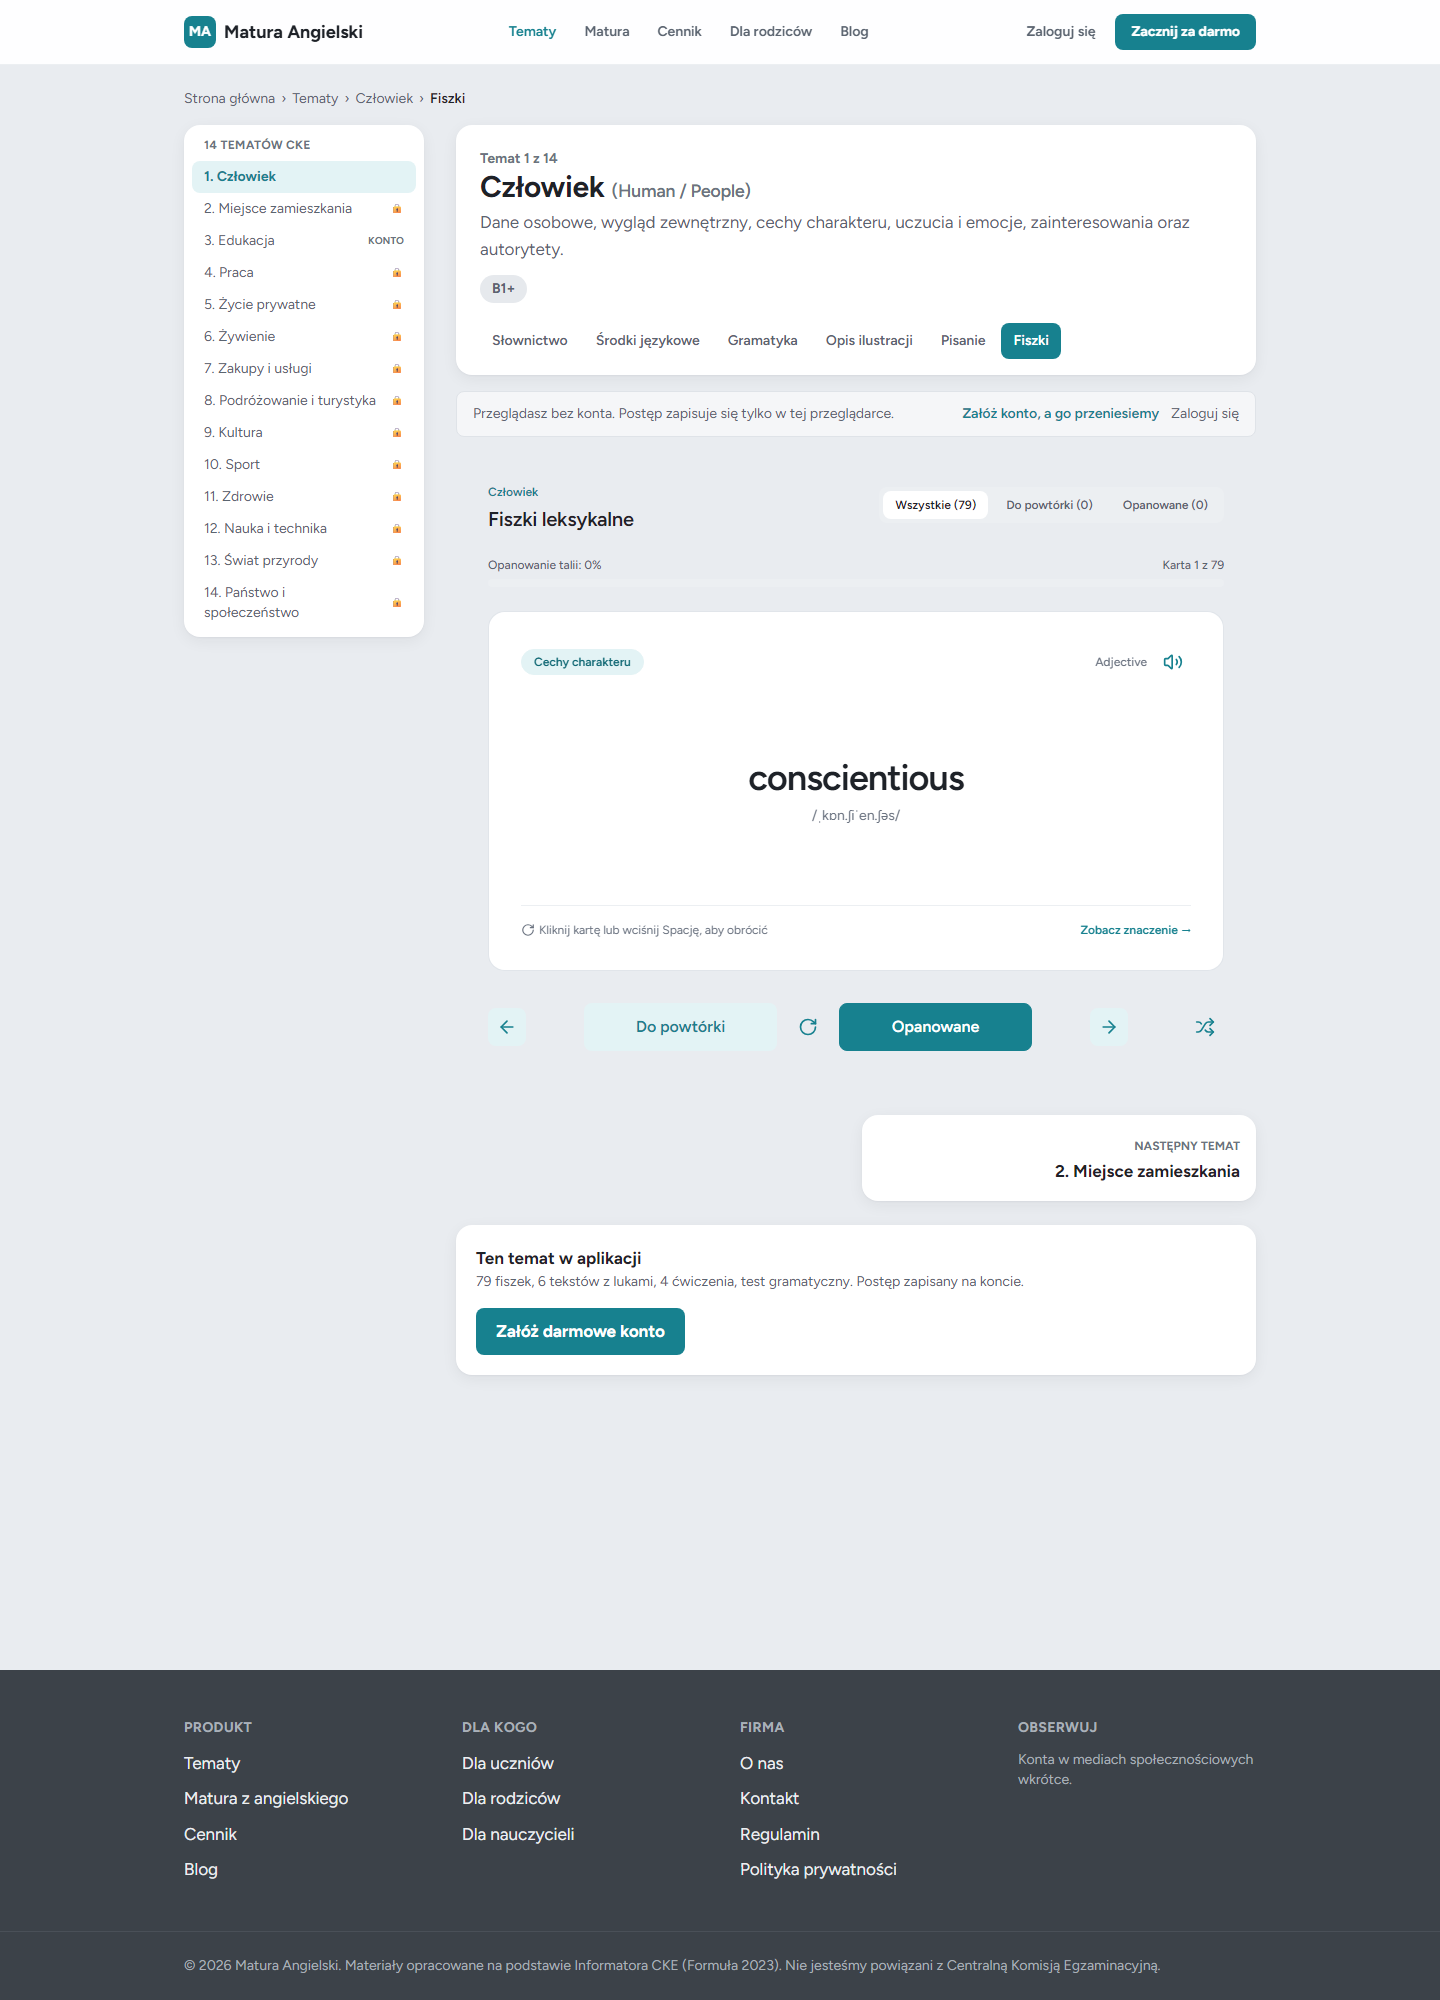 MA
Matura Angielski
Tematy
Matura
Cennik
Dla rodziców
Blog
Zaloguj się
Zacznij za darmo
Strona główna › Tematy › Człowiek › Fiszki
14 TEMATÓW CKE
1. Człowiek
2. Miejsce zamieszkania
3. Edukacja
KONTO
4. Praca
5. Życie prywatne
6. Żywienie
7. Zakupy i usługi
8. Podróżowanie i turystyka
9. Kultura
10. Sport
11. Zdrowie
12. Nauka i technika
13. Świat przyrody
14. Państwo i
społeczeństwo
Temat 1 z 14
Człowiek (Human / People)
Dane osobowe, wygląd zewnętrzny, cechy charakteru, uczucia i emocje, zainteresowania oraz
autorytety.
B1+
Słownictwo
Środki językowe
Gramatyka
Opis ilustracji
Pisanie
Fiszki
Przeglądasz bez konta. Postęp zapisuje się tylko w tej przeglądarce.
Załóż konto, a go przeniesiemy
Zaloguj się
Człowiek
Fiszki leksykalne
Wszystkie (79)
Do powtórki (0)
Opanowane (0)
Opanowanie talii: 0%
Karta 1 z 79
Cechy charakteru
Adjective
conscientious
/ˌkɒn.ʃiˈen.ʃəs/
Kliknij kartę lub wciśnij Spację, aby obrócić
Zobacz znaczenie →
Do powtórki
Opanowane
NASTĘPNY TEMAT
2. Miejsce zamieszkania
Ten temat w aplikacji
79 fiszek, 6 tekstów z lukami, 4 ćwiczenia, test gramatyczny. Postęp zapisany na koncie.
Załóż darmowe konto
PRODUKT
Tematy
Matura z angielskiego
Cennik
Blog
DLA KOGO
Dla uczniów
Dla rodziców
Dla nauczycieli
FIRMA
O nas
Kontakt
Regulamin
Polityka prywatności
OBSERWUJ
Konta w mediach społecznościowych
wkrótce.
© 2026 Matura Angielski. Materiały opracowane na podstawie Informatora CKE (Formuła 2023). Nie jesteśmy powiązani z Centralną Komisją Egzaminacyjną.